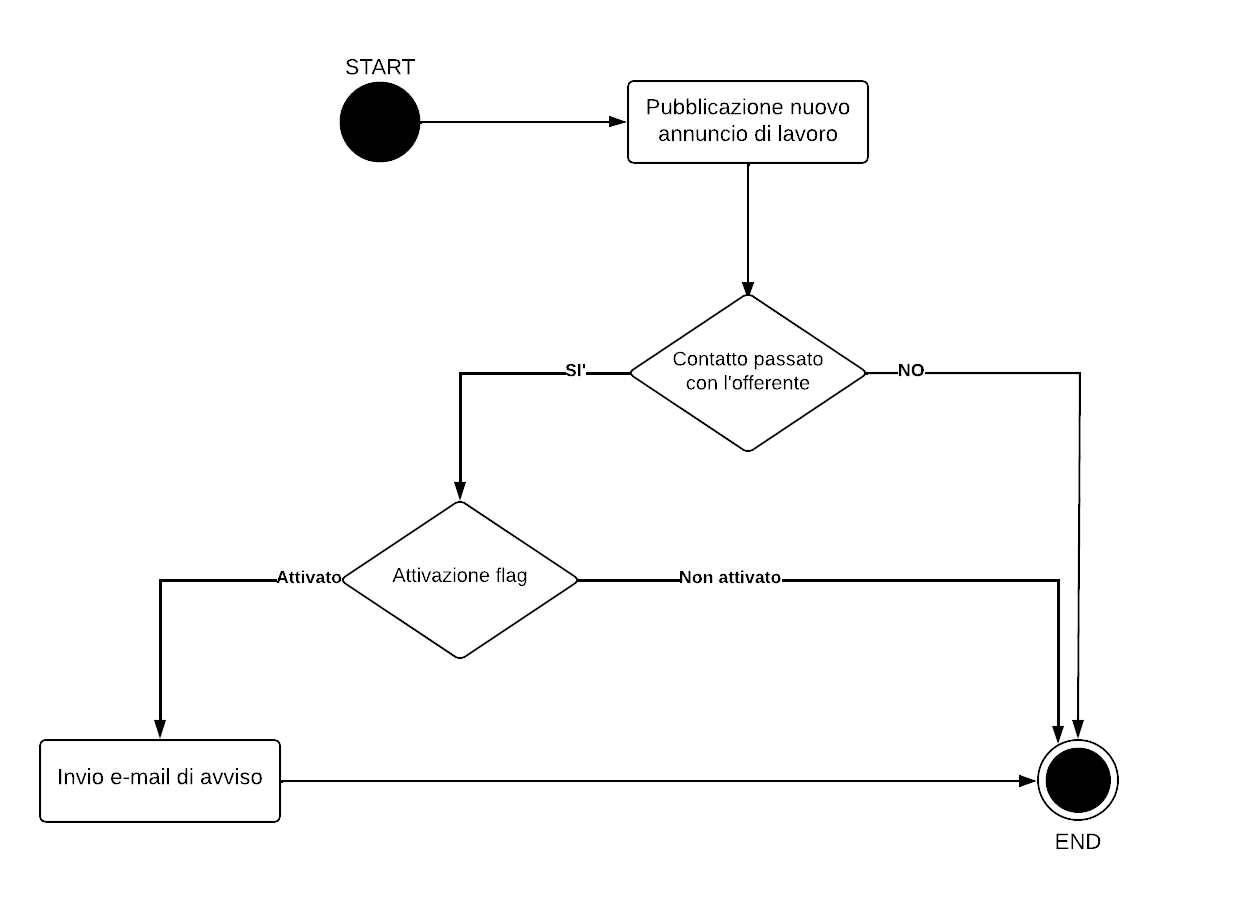 START
Pubblicazione nuovo
annuncio di lavoro
Contatto passato
con l'offerente
SI'
NO
Attivazione flag
Attivato
Non attivato
Invio e-mail di avviso
END